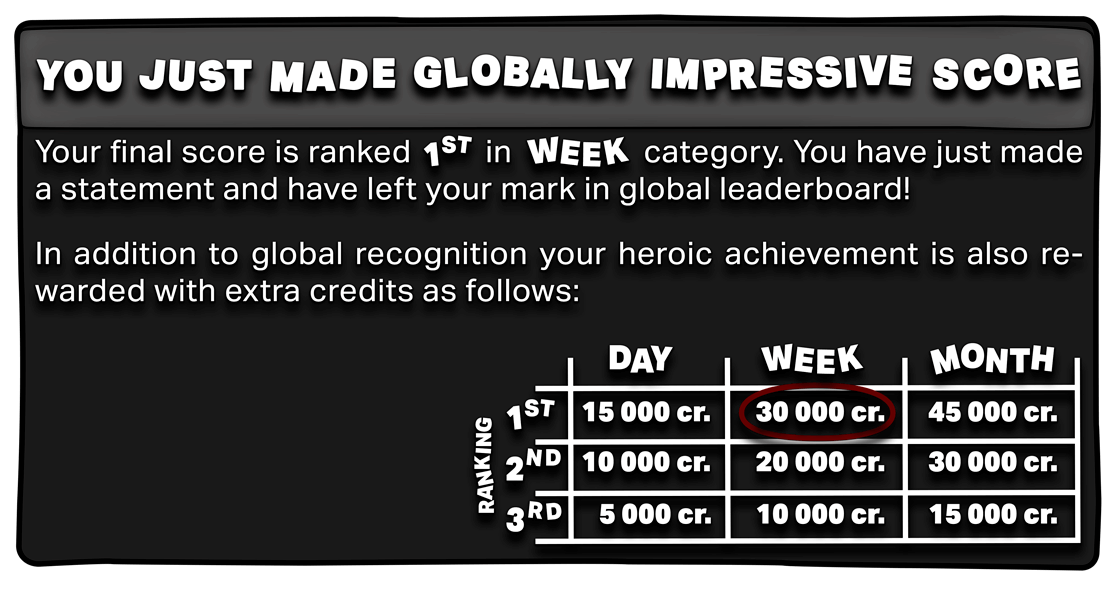 YOU JUST MADE GLOBALLY IMPRESSIVE SCORE
Your final score is ranked 1ST in WEEK category. You have just made
a statement and have left your mark in global leaderboard!
In addition to global recognition your heroic achievement is also re-
warded with extra credits as follows:
DAY WEEK MONTH
RANKING
1ST 15 000 cr. 30 000 cr. 45 000 cr.
2ND 10 000 cr. 20 000 cr. 30 000 cr.
3RD 5 000 cr. 10 000 cr. 15 000 cr.